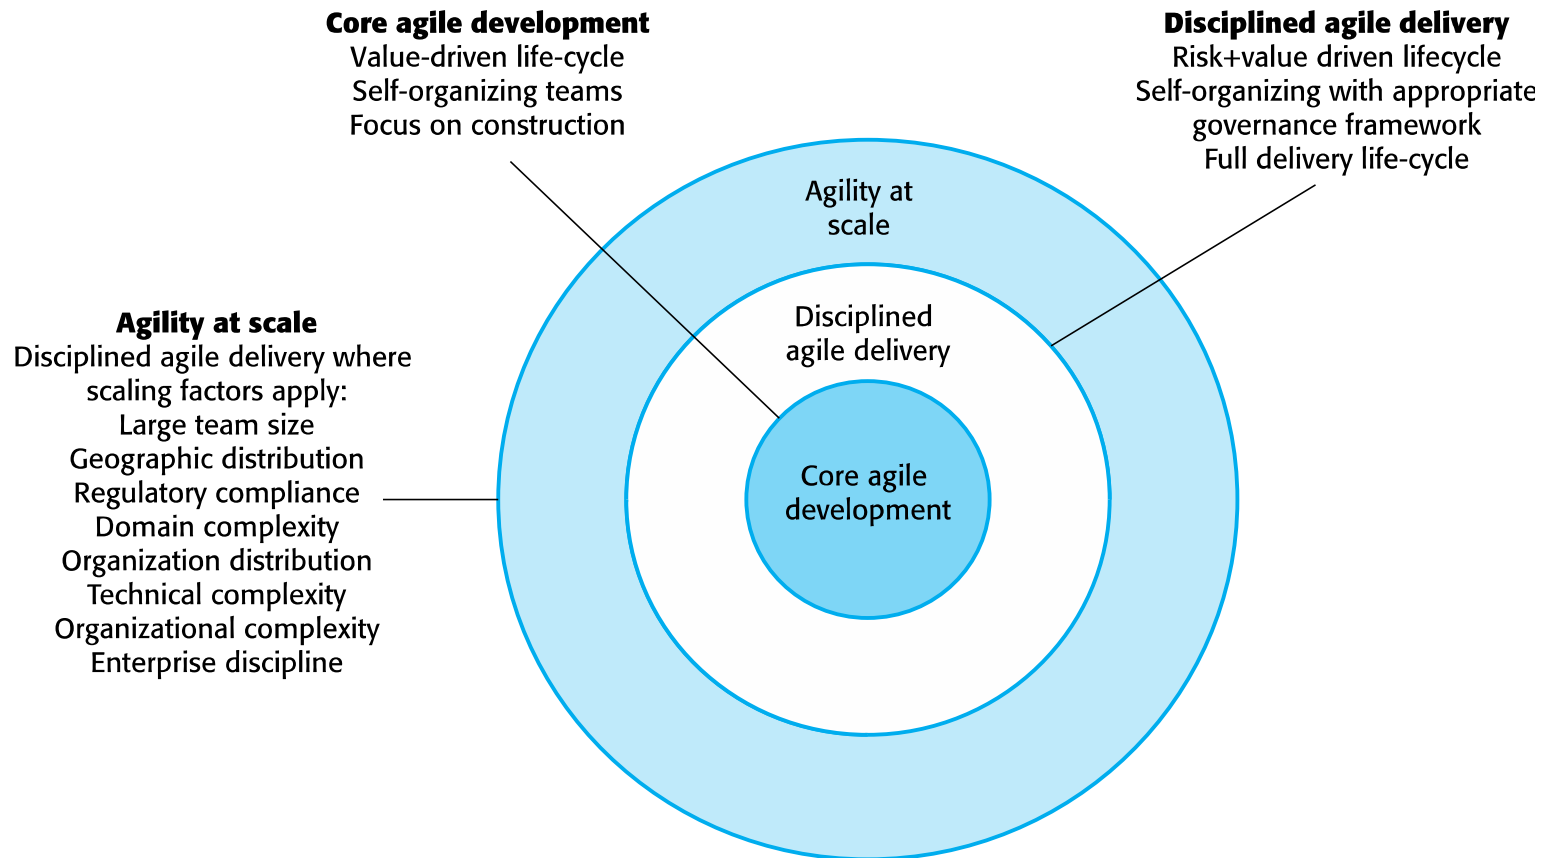 Core agile development
Value-driven life-cycle
Self-organizing teams
Focus on construction
Disciplined agile delivery
Risk+value driven lifecycle
Self-organizing with appropriate
governance framework
Full delivery life-cycle
Agility at
scale
Disciplined
agile delivery
Core agile
development
Agility at scale
Disciplined agile delivery where
scaling factors apply:
Large team size
Geographic distribution
Regulatory compliance
Domain complexity
Organization distribution
Technical complexity
Organizational complexity
Enterprise discipline